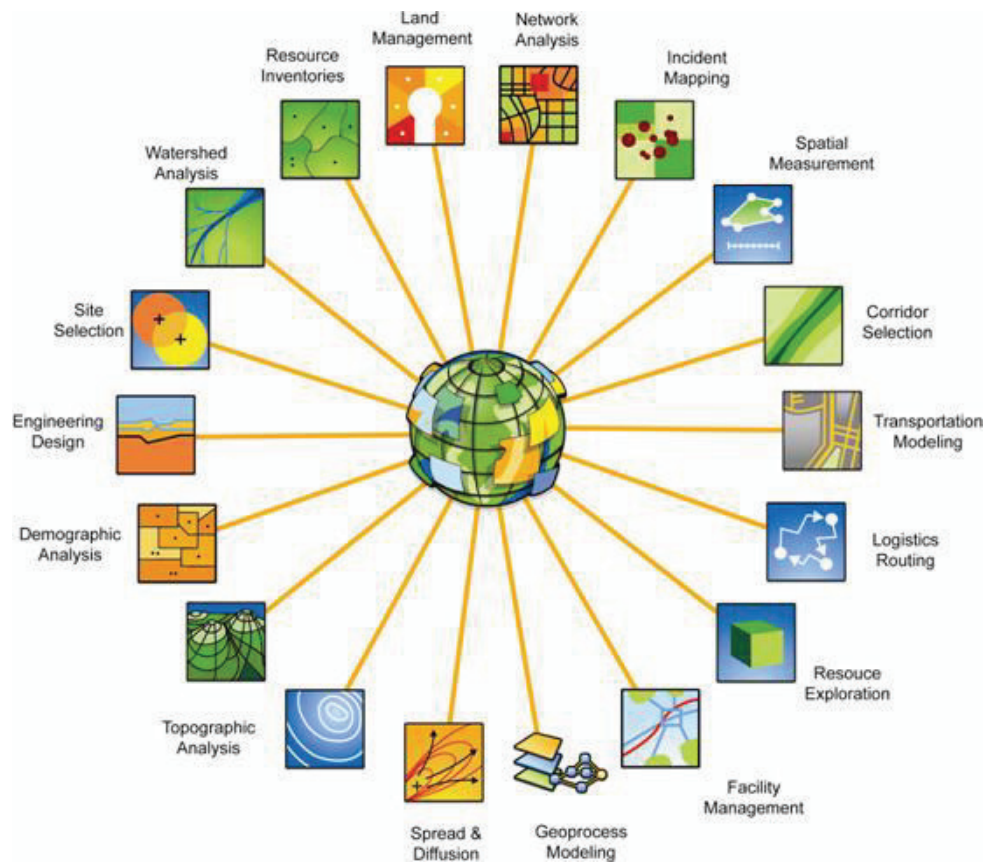 Land
Management
Network
Analysis
Resource
Inventories
Incident
Mapping
Watershed
Analysis
Spatial
Measurement
Site
Selection
Corridor
Selection
Engineering
Design
Transportation
Modeling
Demographic
Analysis
Logistics
Routing
Resouce
Exploration
Topographic
Analysis
Facility
Management
Spread &
Diffusion
Geoprocess
Modeling